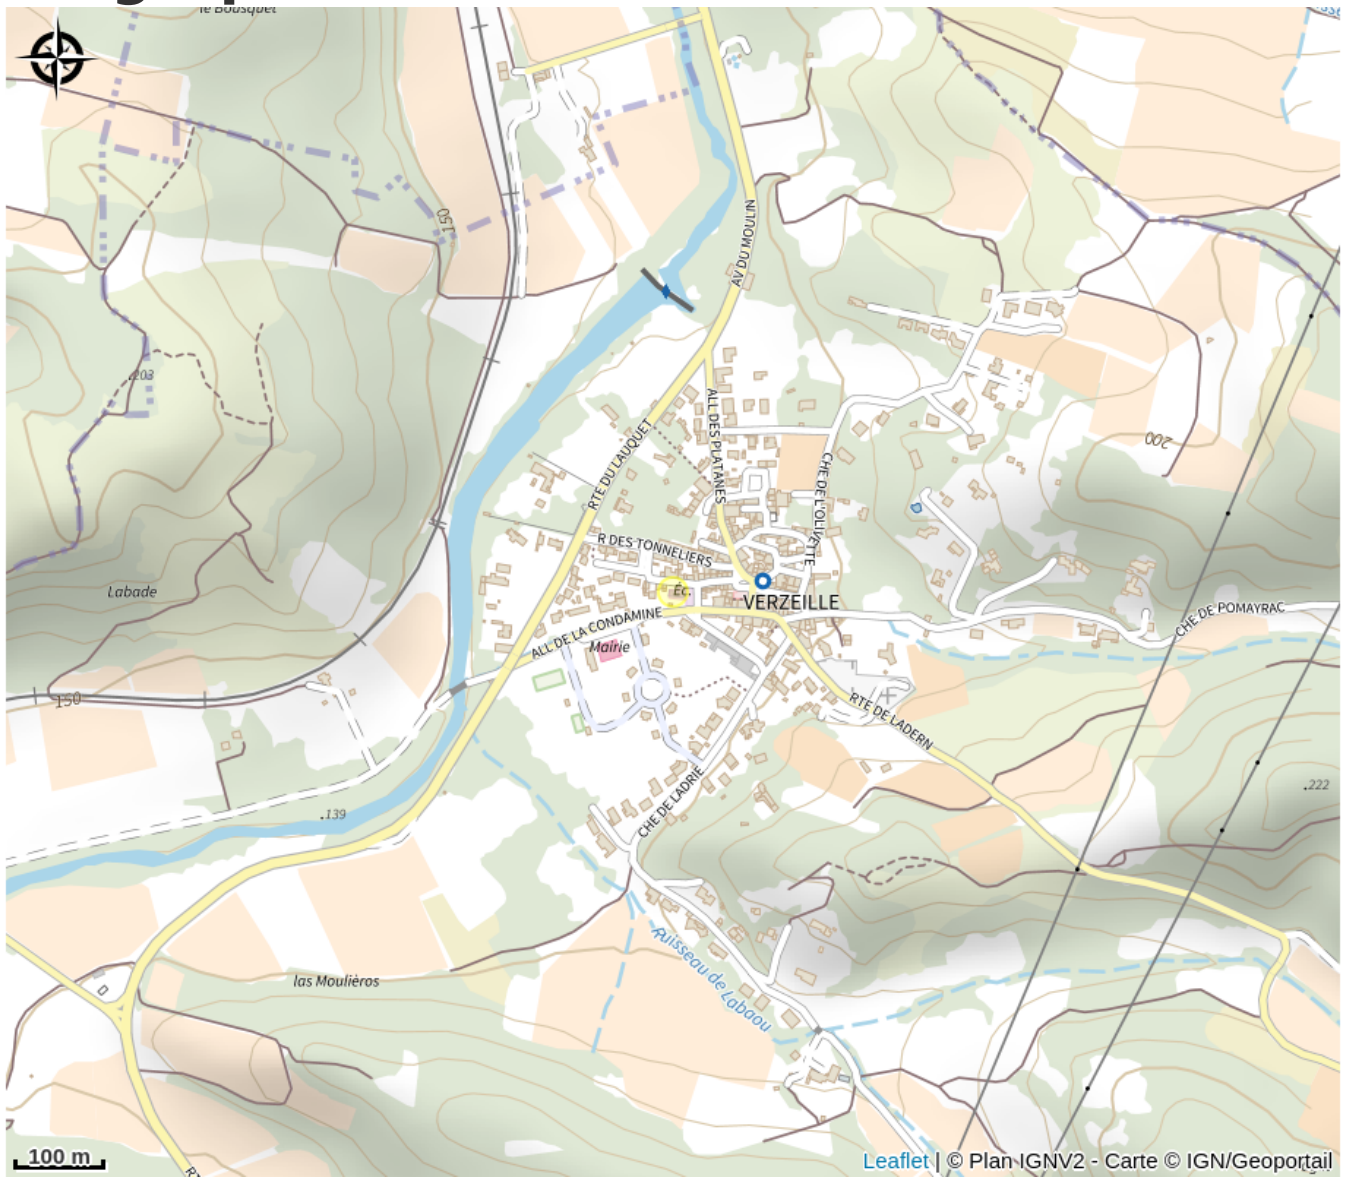 le Bousquet
150
AV DU MOULIN
203
ALL DES PLATANES
RTE DU LAUQUET
200
CHE DE L'OLIVETTE
R DES TONNELIERS
Labade
Éc.
VERZEILLE
CHE DE POMAYRAC
ALL DE LA CONDAMINE
Mairie
150
RTE DE LADERN
CHE DE LADRIE
.222
.139
Ruisseau de Labaou
las Moulièros
100 m
Leaflet | © Plan IGNV2 - Carte © IGN/Geoportail